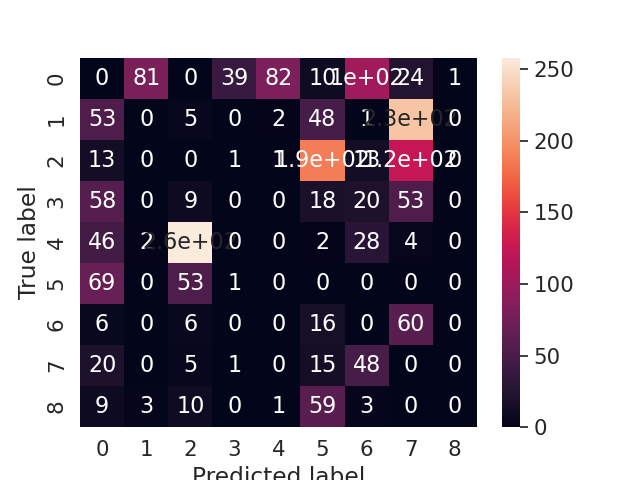 0 0 81 0 39 82 10 1e+02 24 1
1 53 0 5 0 2 48 1 2.3e+02 0
2 13 0 0 1 1 1.9e+02 13 1.2e+02 0
3 58 0 9 0 0 18 20 53 0
4 46 2 2.6e+02 0 0 2 28 4 0
5 69 0 53 1 0 0 0 0 0
6 6 0 6 0 0 16 0 60 0
7 20 0 5 1 0 15 48 0 0
8 9 3 10 0 1 59 3 0 0
0 1 2 3 4 5 6 7 8
Predicted label
True label
250
200
150
100
50
0